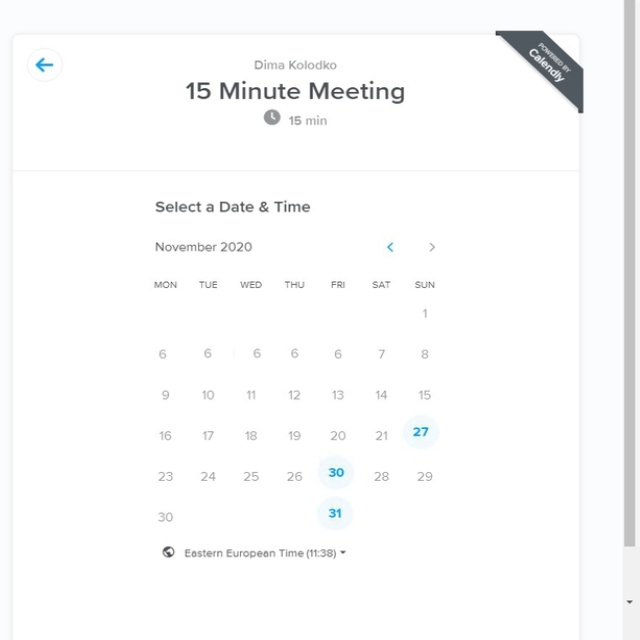 POWERED BY
Calendly
Dima Kolodko
15 Minute Meeting
15 min
Select a Date & Time
November 2020
MON TUE WED THU FRI SAT SUN
1
6 6 6 6 6 7 8
9 10 11 12 13 14 15
16 17 18 19 20 21 27
23 24 25 26 30 28 29
30 31
Eastern European Time (11:38)